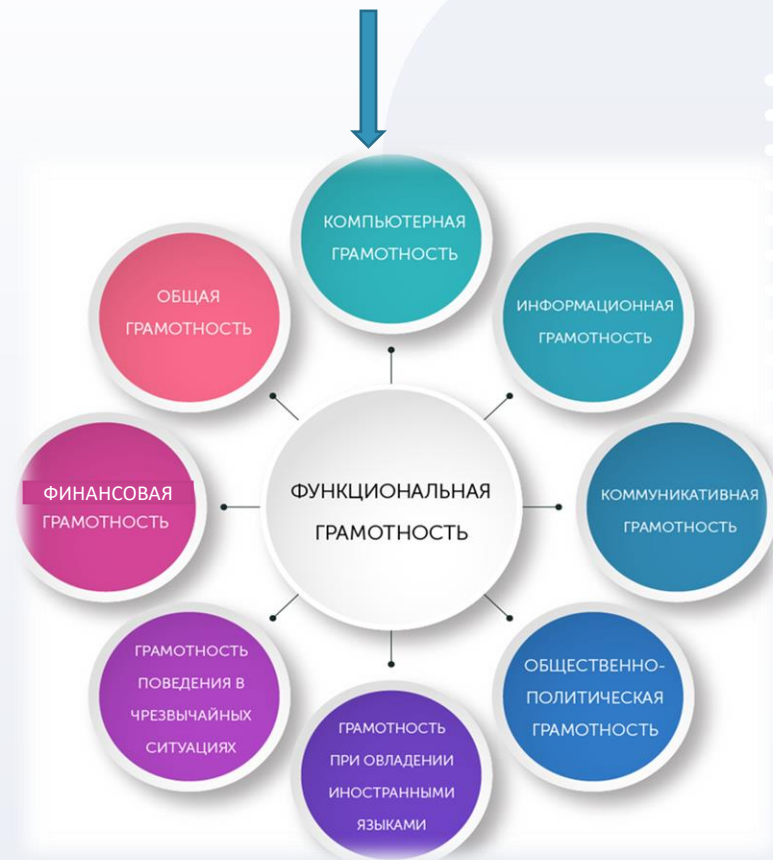 КОМПЬЮТЕРНАЯ
ГРАМОТНОСТЬ
ОБЩАЯ
ГРАМОТНОСТЬ
ИНФОРМАЦИОННАЯ
ГРАМОТНОСТЬ
ФИНАНСОВАЯ
ГРАМОТНОСТЬ
ФУНКЦИОНАЛЬНАЯ
ГРАМОТНОСТЬ
КОММУНИКАТИВНАЯ
ГРАМОТНОСТЬ
ГРАМОТНОСТЬ
ПОВЕДЕНИЯ В
ЧРЕЗВЫЧАЙНЫХ
СИТУАЦИЯХ
ГРАМОТНОСТЬ
ПРИ ОВЛАДЕНИИ
ИНОСТРАННЫМИ
ЯЗЫКАМИ
ОБЩЕСТВЕННО-
ПОЛИТИЧЕСКАЯ
ГРАМОТНОСТЬ